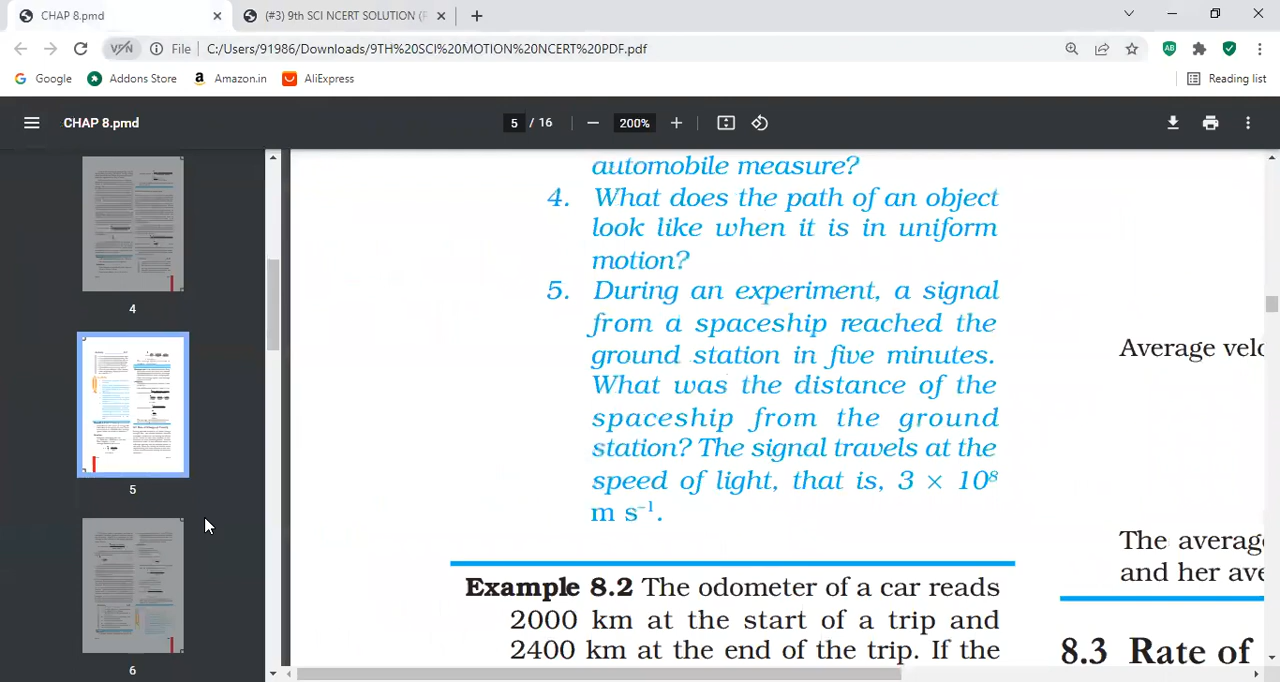 CHAP 8.pmd
(#3) 9th SCI NCERT SOLUTION (
VPN
File
C:/Users/91986/Downloads/9TH%20SCI%20MOTION%20NCERT%20PDF.pdf
Google
Addons Store
Amazon.in
AliExpress
Reading list
CHAP 8.pmd
5 / 16
200%
4
5
6
automobile measure?
4. What does the path of an object
look like when it is in uniform
motion?
5. During an experiment, a signal
from a spaceship reached the
ground station in five minutes.
What was the distance of the
spaceship from the ground
station? The signal travels at the
speed of light, that is, 3 × 10⁸
m s⁻¹.
Example 8.2 The odometer of a car reads
2000 km at the start of a trip and
2400 km at the end of the trip. If the
Average velo
The averag
and her ave
8.3 Rate of